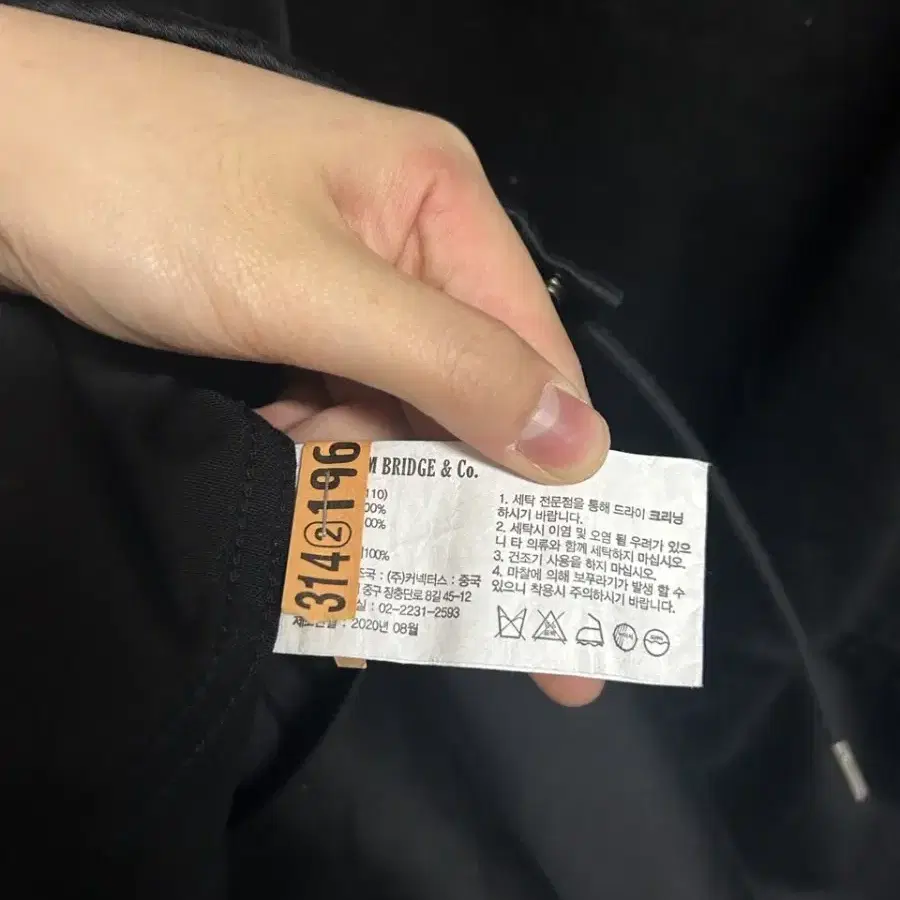 M BRIDGE & Co.
110)
00%
00%
100%
조국 : (주)커넥터스 : 중국
중구 장충단로 8길 45-12
실 : 02-2231-2593
2020년 08월
314 2 196
1. 세탁 전문점을 통해 드라이 크리닝
하시기 바랍니다.
2. 세탁시 이염 및 오염 될 우려가 있으
니 타 의류와 함께 세탁하지 마십시오.
3. 건조기 사용을 하지 마십시오.
4. 마찰에 의해 보푸라기가 발생 할 수
있으니 착용시 주의하시기 바랍니다.